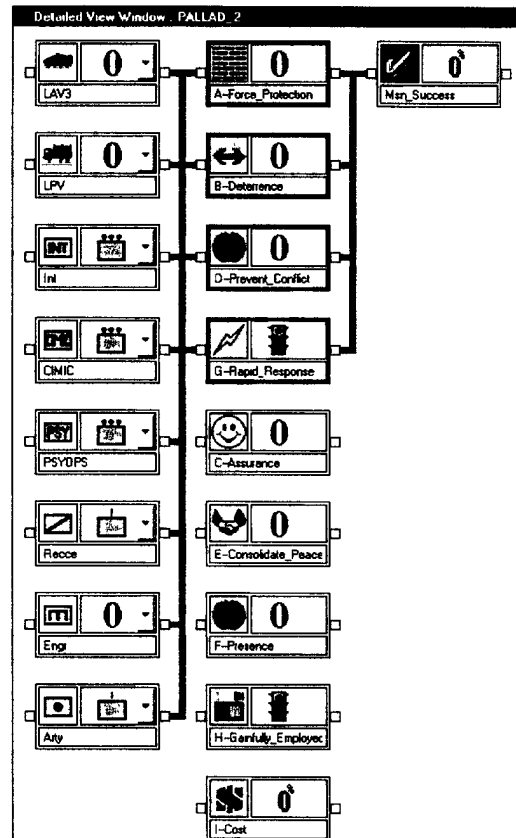 Detailed View Window : PALLAD_2
0
LAV3
0
A-Force_Protection
0%
Msn_Success
0
LPV
0
B-Deterrence
INT
Int
0
D-Prevent_Conflict
CIMIC
G-Rapid_Response
PSY
PSYOPS
0
C-Assurance
Recce
0
E-Consolidate_Peace
0
Engr
0
F-Presence
Arty
H-Gainfully_Employed
0%
I-Cost